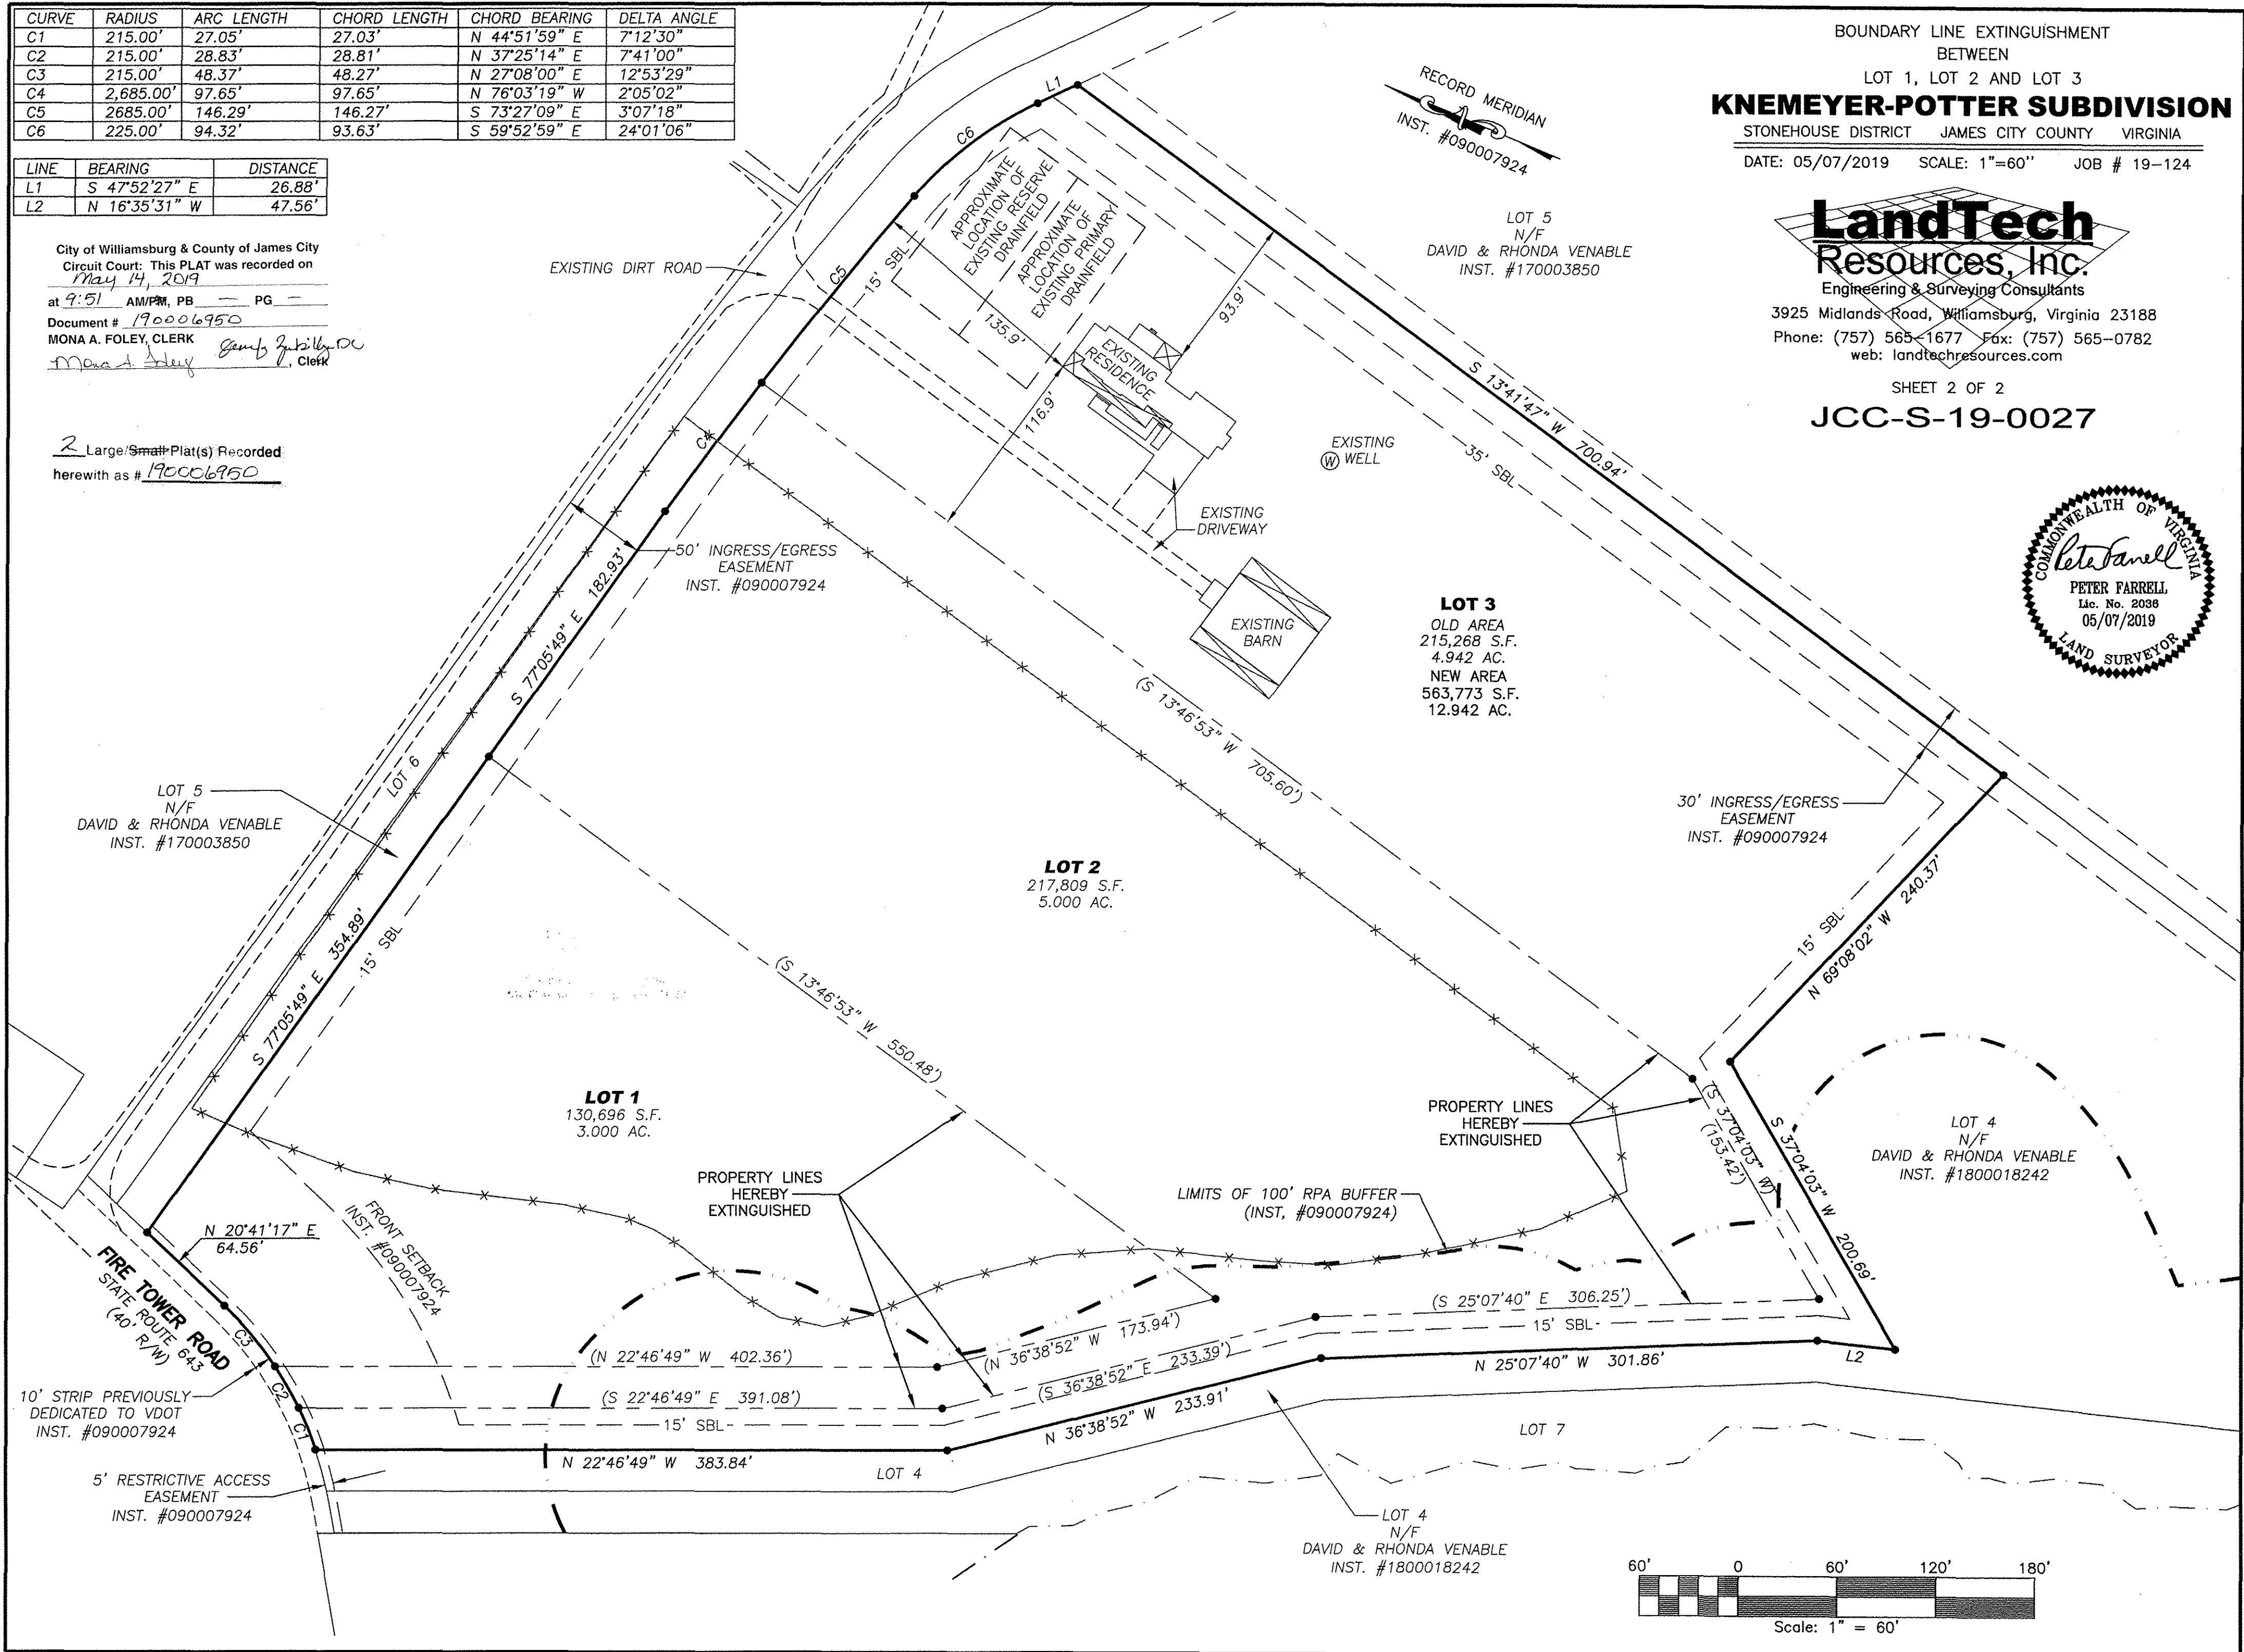 CURVE RADIUS ARC LENGTH CHORD LENGTH CHORD BEARING DELTA ANGLE
C1 215.00' 27.05' 27.03' N 44°51'59" E 7°12'30"
C2 215.00' 28.83' 28.81' N 37°25'14" E 7°41'00"
C3 215.00' 48.37' 48.27' N 27°08'00" E 12°53'29"
C4 2,685.00' 97.65' 97.65' N 76°03'19" W 2°05'02"
C5 2685.00' 146.29' 146.27' S 73°27'09" E 3°07'18"
C6 225.00' 94.32' 93.63' S 59°52'59" E 24°01'06"
LINE BEARING DISTANCE
L1 S 47°52'27" E 26.88'
L2 N 16°35'31" W 47.56'
City of Williamsburg & County of James City
Circuit Court: This PLAT was recorded on
May 14, 2019
at 9:51 AM/PM, PB — PG —
Document # 190006950
MONA A. FOLEY, CLERK
Mona A. Foley DC , Clerk
2 Large/Small Plat(s) Recorded
herewith as # 190006950
BOUNDARY LINE EXTINGUISHMENT
BETWEEN
LOT 1, LOT 2 AND LOT 3
KNEMEYER-POTTER SUBDIVISION
STONEHOUSE DISTRICT JAMES CITY COUNTY VIRGINIA
DATE: 05/07/2019 SCALE: 1"=60' JOB # 19-124
LandTech
Resources, Inc.
Engineering & Surveying Consultants
3925 Midlands Road, Williamsburg, Virginia 23188
Phone: (757) 565-1677 Fax: (757) 565-0782
web: landtechresources.com
SHEET 2 OF 2
JCC-S-19-0027
COMMONWEALTH OF VIRGINIA
Peter Farrell
PETER FARRELL
Lic. No. 2036
05/07/2019
LAND SURVEYOR
RECORD MERIDIAN
INST. #090007924
LOT 5
N/F
DAVID & RHONDA VENABLE
INST. #170003850
L1
C6
C5
C4
EXISTING DIRT ROAD
15' SBL
APPROXIMATE
LOCATION OF
EXISTING RESERVE
DRAINFIELD
APPROXIMATE
LOCATION OF
EXISTING PRIMARY
DRAINFIELD
135.9'
93.9'
116.9'
EXISTING
RESIDENCE
EXISTING
W WELL
EXISTING
DRIVEWAY
EXISTING
BARN
S 13°41'47" W 700.94'
35' SBL
50' INGRESS/EGRESS
EASEMENT
INST. #090007924
S 77°05'49" E 182.93'
LOT 3
OLD AREA
215,268 S.F.
4.942 AC.
NEW AREA
563,773 S.F.
12.942 AC.
(S 13°46'53" W 705.60')
30' INGRESS/EGRESS
EASEMENT
INST. #090007924
LOT 6
LOT 5
N/F
DAVID & RHONDA VENABLE
INST. #170003850
S 77°05'49" E 354.89'
15' SBL
LOT 2
217,809 S.F.
5.000 AC.
15' SBL
N 69°08'02" W 240.37'
(S 13°46'53" W 550.48')
LOT 1
130,696 S.F.
3.000 AC.
PROPERTY LINES
HEREBY
EXTINGUISHED
PROPERTY LINES
HEREBY
EXTINGUISHED
(S 37°04'03" W)
(153.42')
S 37°04'03" W 200.69'
LOT 4
N/F
DAVID & RHONDA VENABLE
INST. #1800018242
LIMITS OF 100' RPA BUFFER
(INST, #090007924)
N 20°41'17" E
64.56'
FRONT SETBACK
INST. #090007924
FIRE TOWER ROAD
STATE ROUTE 643
(40' R/W)
C3
C2
C1
10' STRIP PREVIOUSLY
DEDICATED TO VDOT
INST. #090007924
5' RESTRICTIVE ACCESS
EASEMENT
INST. #090007924
(N 22°46'49" W 402.36')
(S 22°46'49" E 391.08')
15' SBL
N 22°46'49" W 383.84'
(N 36°38'52" W 173.94')
(S 36°38'52" E 233.39')
N 36°38'52" W 233.91'
(S 25°07'40" E 306.25')
15' SBL
N 25°07'40" W 301.86'
L2
LOT 4
LOT 7
LOT 4
N/F
DAVID & RHONDA VENABLE
INST. #1800018242
60' 0 60' 120' 180'
Scale: 1" = 60'